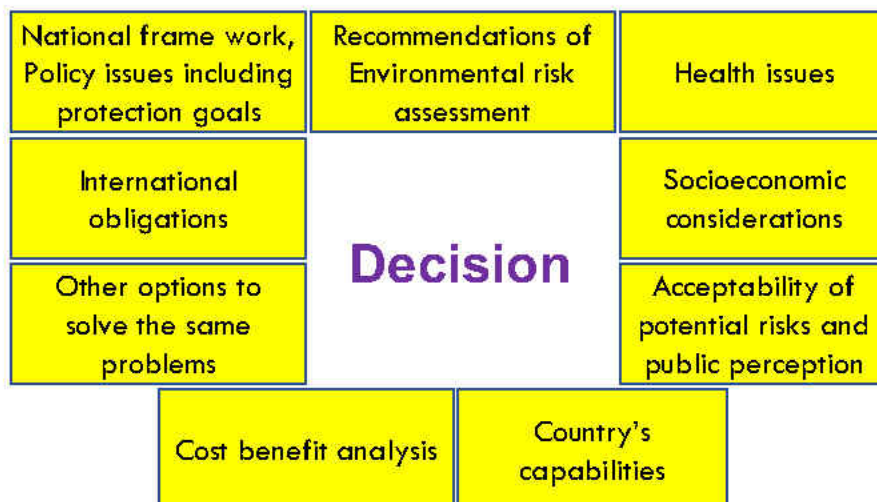 National frame work,
Policy issues including
protection goals
Recommendations of
Environmental risk
assessment
Health issues
International
obligations
Socioeconomic
considerations
Decision
Other options to
solve the same
problems
Acceptability of
potential risks and
public perception
Cost benefit analysis
Country's
capabilities